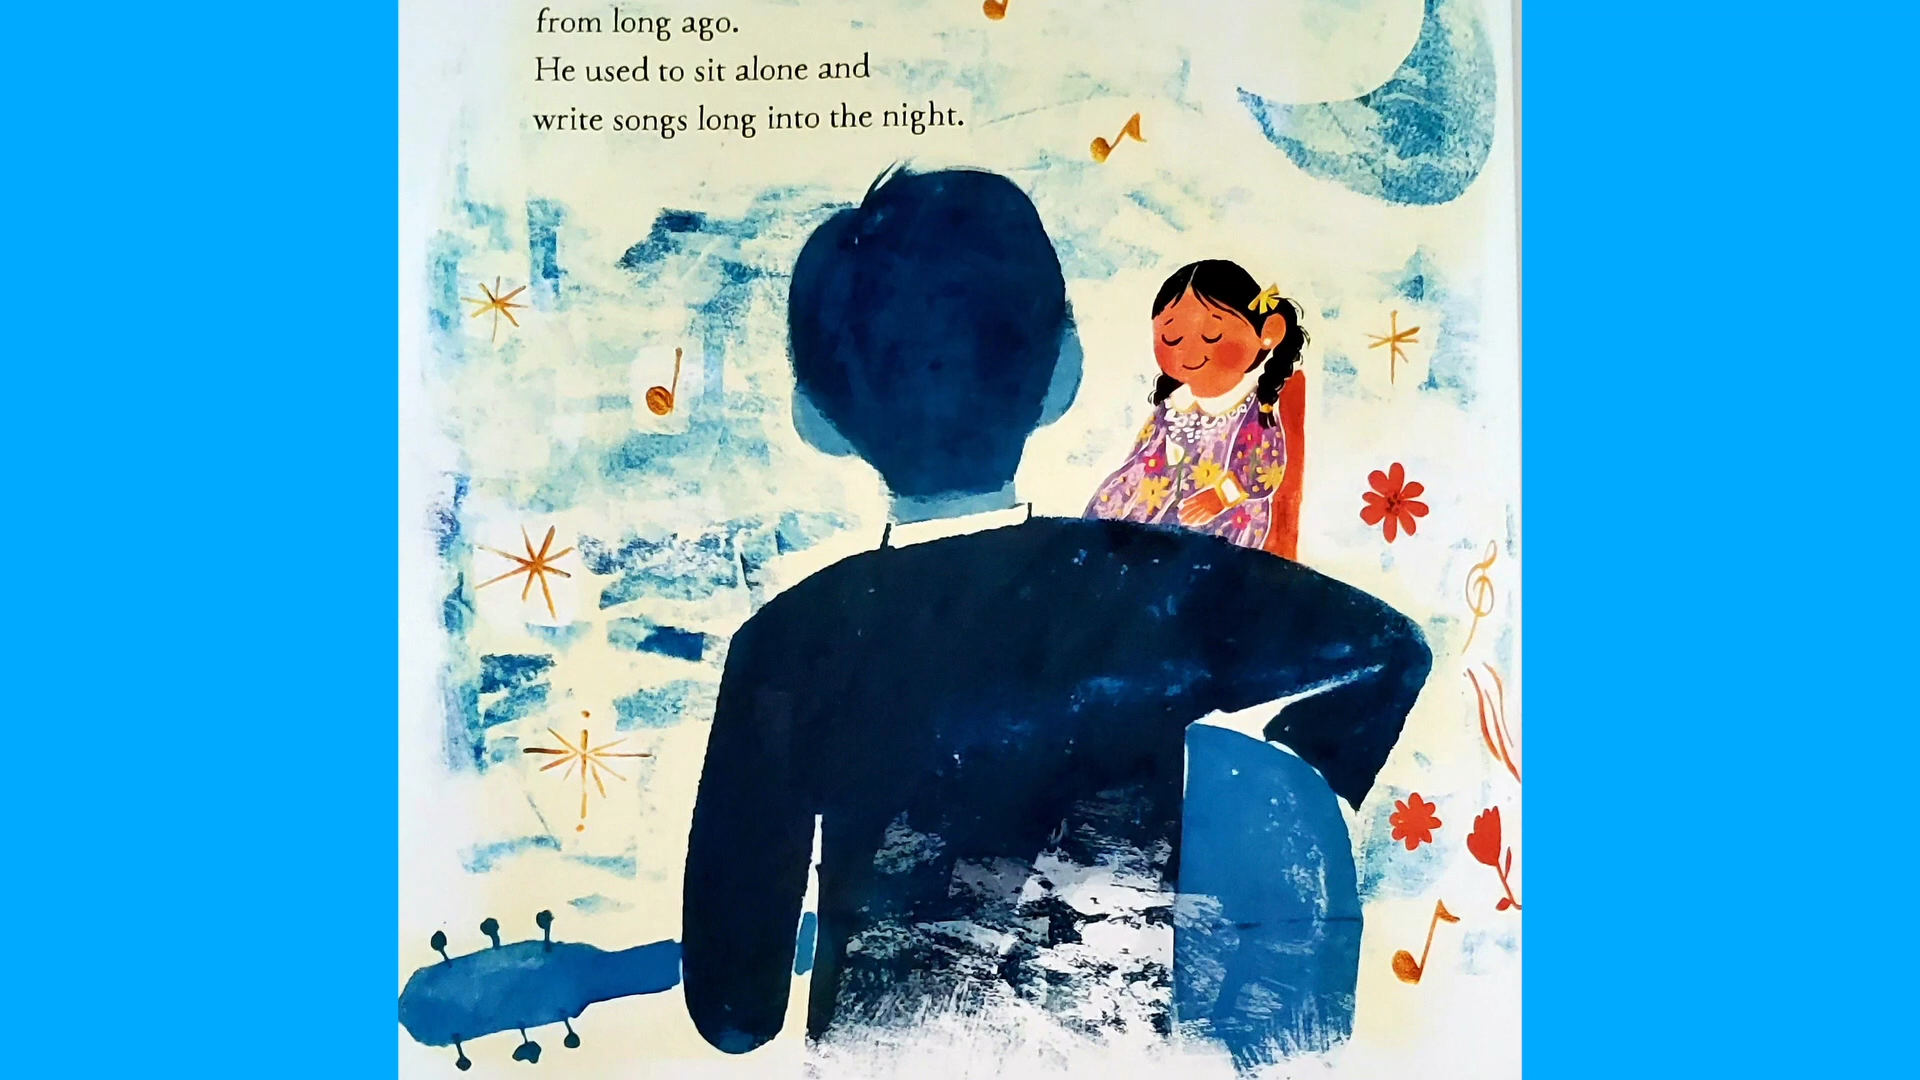 from long ago.
He used to sit alone and
write songs long into the night.